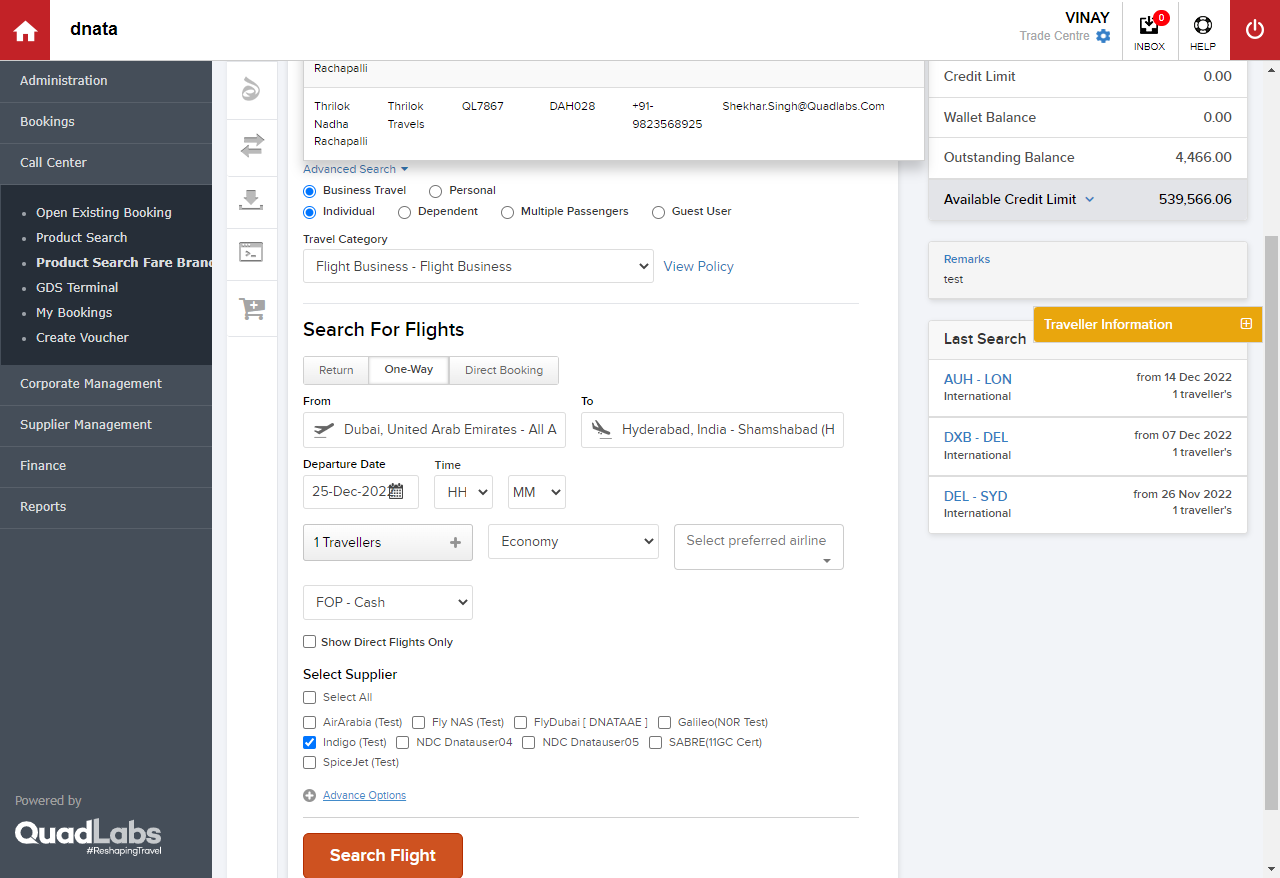 dnata
VINAY
Trade Centre
0
INBOX
HELP
Administration
Bookings
Call Center
Open Existing Booking
Product Search
Product Search Fare Bran
GDS Terminal
My Bookings
Create Voucher
Corporate Management
Supplier Management
Finance
Reports
Powered by
QuadLabs
#ReshapingTravel
Rachapalli
Thrilok Nadha Rachapalli
Thrilok Travels
QL7867
DAH028
+91-9823568925
Shekhar.Singh@Quadlabs.Com
Advanced Search
Business Travel
Personal
Individual
Dependent
Multiple Passengers
Guest User
Travel Category
Flight Business - Flight Business
View Policy
Search For Flights
Return
One-Way
Direct Booking
From
To
Dubai, United Arab Emirates - All A
Hyderabad, India - Shamshabad (H
Departure Date
Time
25-Dec-2022
HH
MM
1 Travellers
Economy
Select preferred airline
FOP - Cash
Show Direct Flights Only
Select Supplier
Select All
AirArabia (Test)
Fly NAS (Test)
FlyDubai [ DNATAAE ]
Galileo(N0R Test)
Indigo (Test)
NDC Dnatauser04
NDC Dnatauser05
SABRE(11GC Cert)
SpiceJet (Test)
Advance Options
Search Flight
Credit Limit 0.00
Wallet Balance 0.00
Outstanding Balance 4,466.00
Available Credit Limit 539,566.06
Remarks
test
Traveller Information
Last Search
AUH - LON from 14 Dec 2022
International 1 traveller's
DXB - DEL from 07 Dec 2022
International 1 traveller's
DEL - SYD from 26 Nov 2022
International 1 traveller's